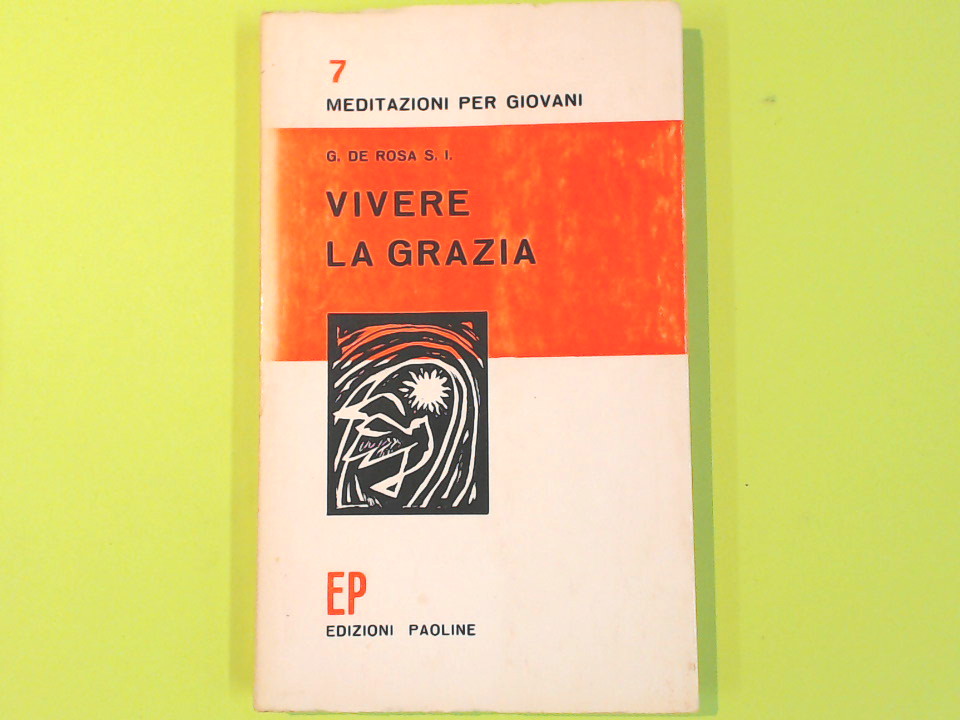 7
MEDITAZIONI PER GIOVANI
G. DE ROSA S. I.
VIVERE
LA GRAZIA
EP
EDIZIONI PAOLINE